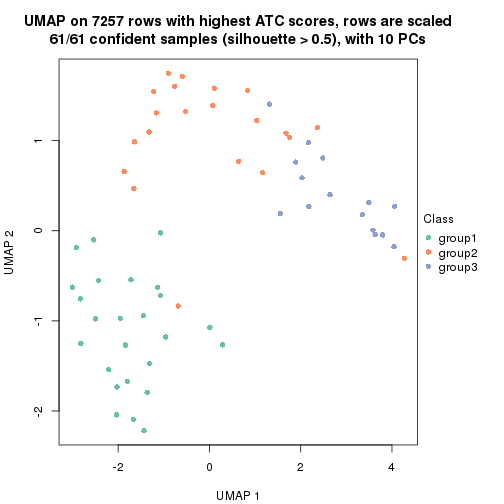 UMAP on 7257 rows with highest ATC scores, rows are scaled
61/61 confident samples (silhouette > 0.5), with 10 PCs
1
0
-1
-2
UMAP 2
-2
0
2
4
UMAP 1
Class
group1
group2
group3